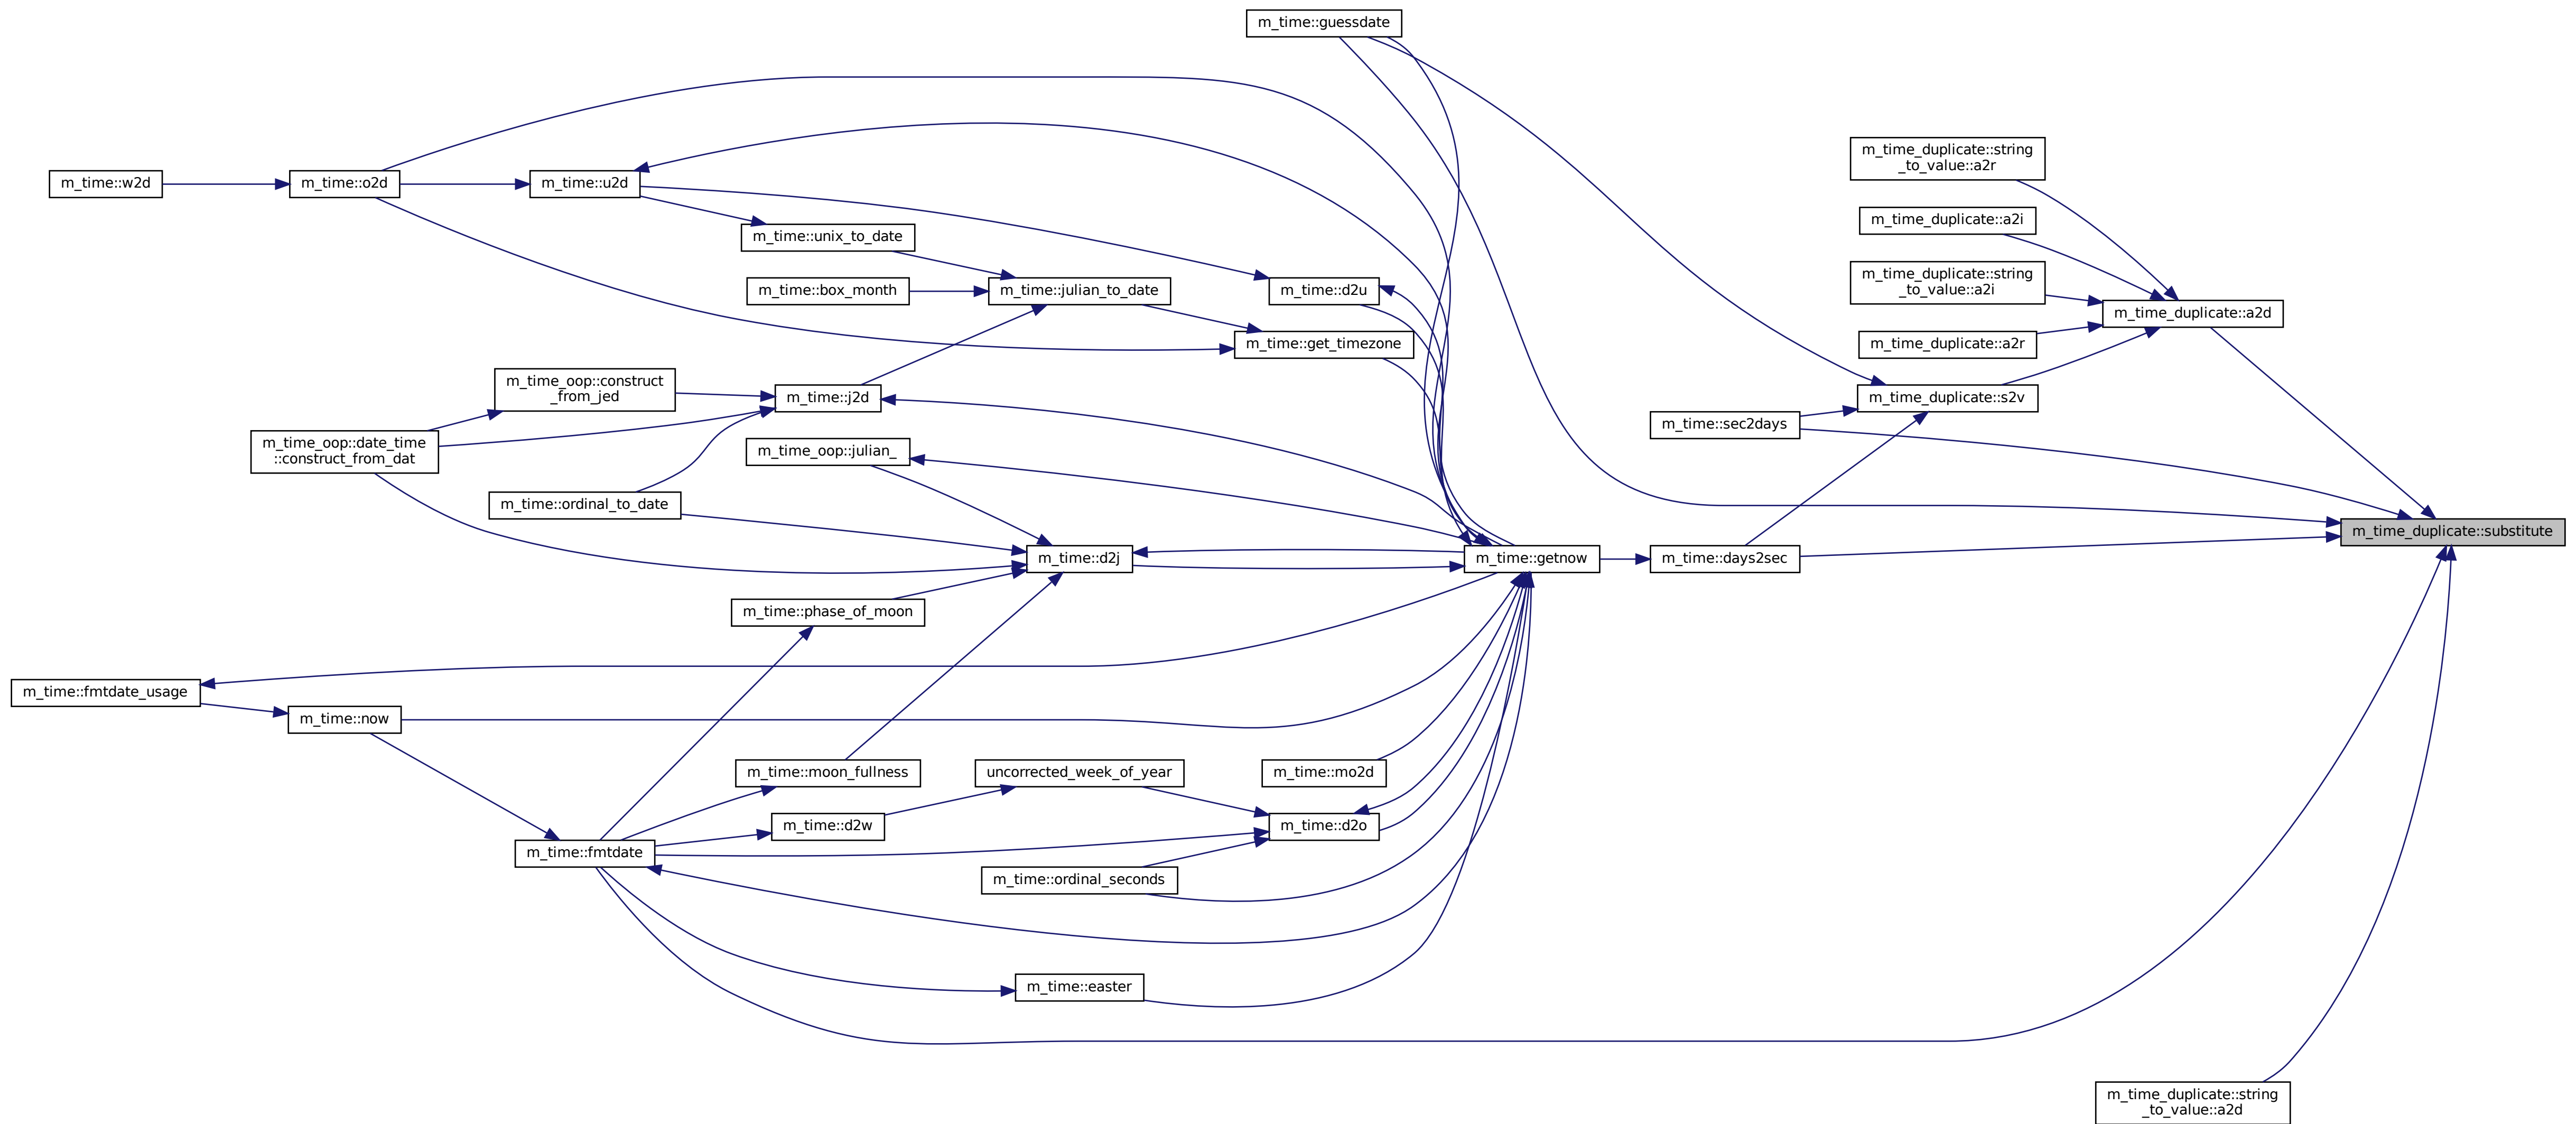 m_time::guessdate
m_time_duplicate::string
_to_value::a2r
m_time::w2d
m_time::o2d
m_time::u2d
m_time_duplicate::a2i
m_time::unix_to_date
m_time_duplicate::string
_to_value::a2i
m_time::box_month
m_time::julian_to_date
m_time::d2u
m_time_duplicate::a2d
m_time::get_timezone
m_time_duplicate::a2r
m_time_oop::construct
_from_jed
m_time::j2d
m_time_duplicate::s2v
m_time::sec2days
m_time_oop::date_time
::construct_from_dat
m_time_oop::julian_
m_time::ordinal_to_date
m_time_duplicate::substitute
m_time::d2j
m_time::getnow
m_time::days2sec
m_time::phase_of_moon
m_time::fmtdate_usage
m_time::now
m_time::moon_fullness
uncorrected_week_of_year
m_time::mo2d
m_time::d2w
m_time::d2o
m_time::fmtdate
m_time::ordinal_seconds
m_time::easter
m_time_duplicate::string
_to_value::a2d